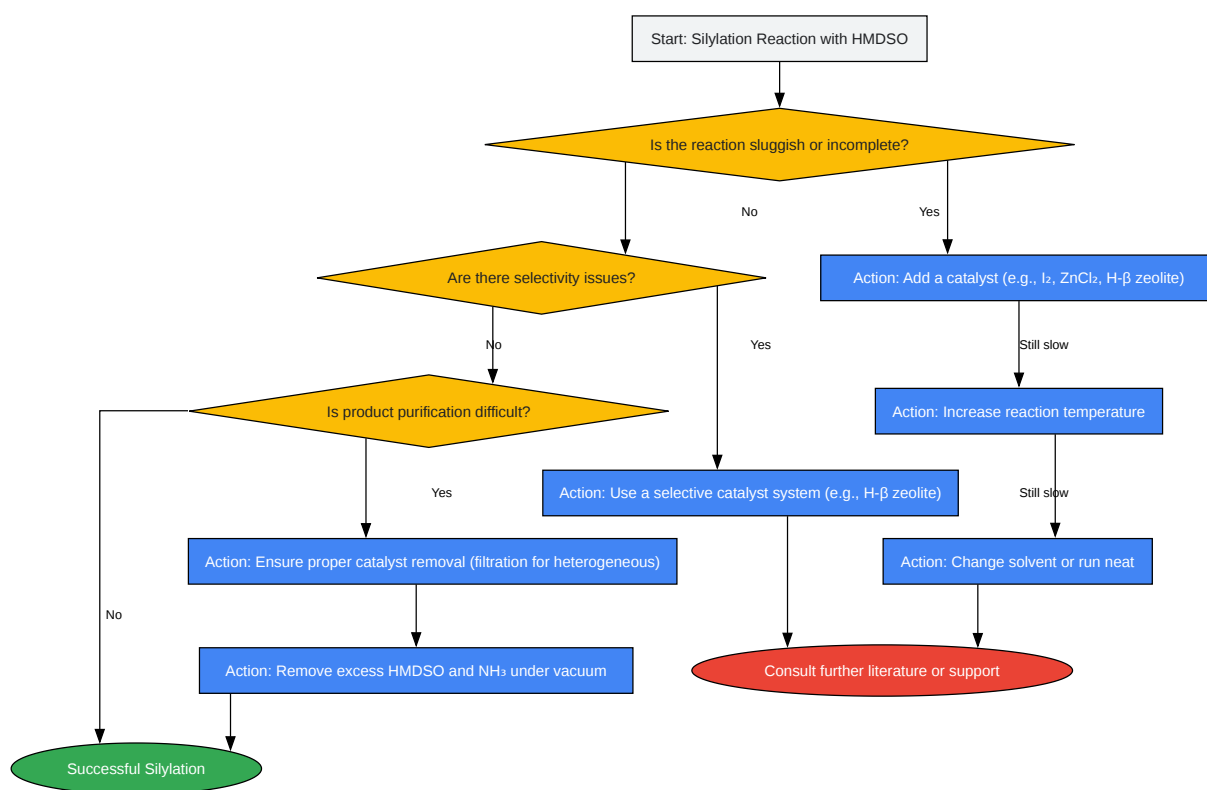 Start: Silylation Reaction with HMDSO
Is the reaction sluggish or incomplete?
No
Yes
Are there selectivity issues?
Action: Add a catalyst (e.g., I₂, ZnCl₂, H-β zeolite)
No
Yes
Still slow
Is product purification difficult?
Action: Increase reaction temperature
Yes
Action: Use a selective catalyst system (e.g., H-β zeolite)
Still slow
Action: Ensure proper catalyst removal (filtration for heterogeneous)
Action: Change solvent or run neat
No
Action: Remove excess HMDSO and NH₃ under vacuum
Consult further literature or support
Successful Silylation